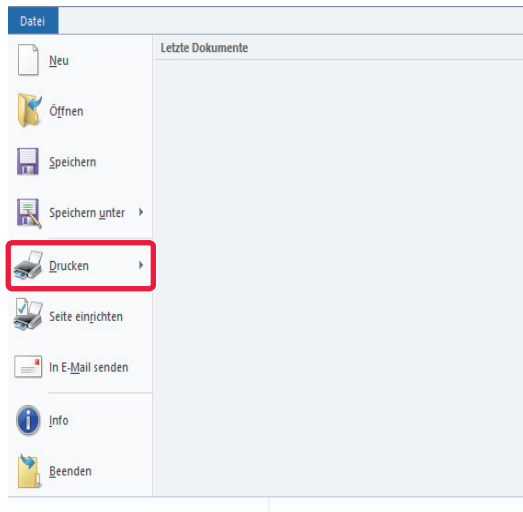 Datei
Letzte Dokumente
Neu
Öffnen
Speichern
Speichern unter
Drucken
Seite einrichten
In E-Mail senden
Info
Beenden